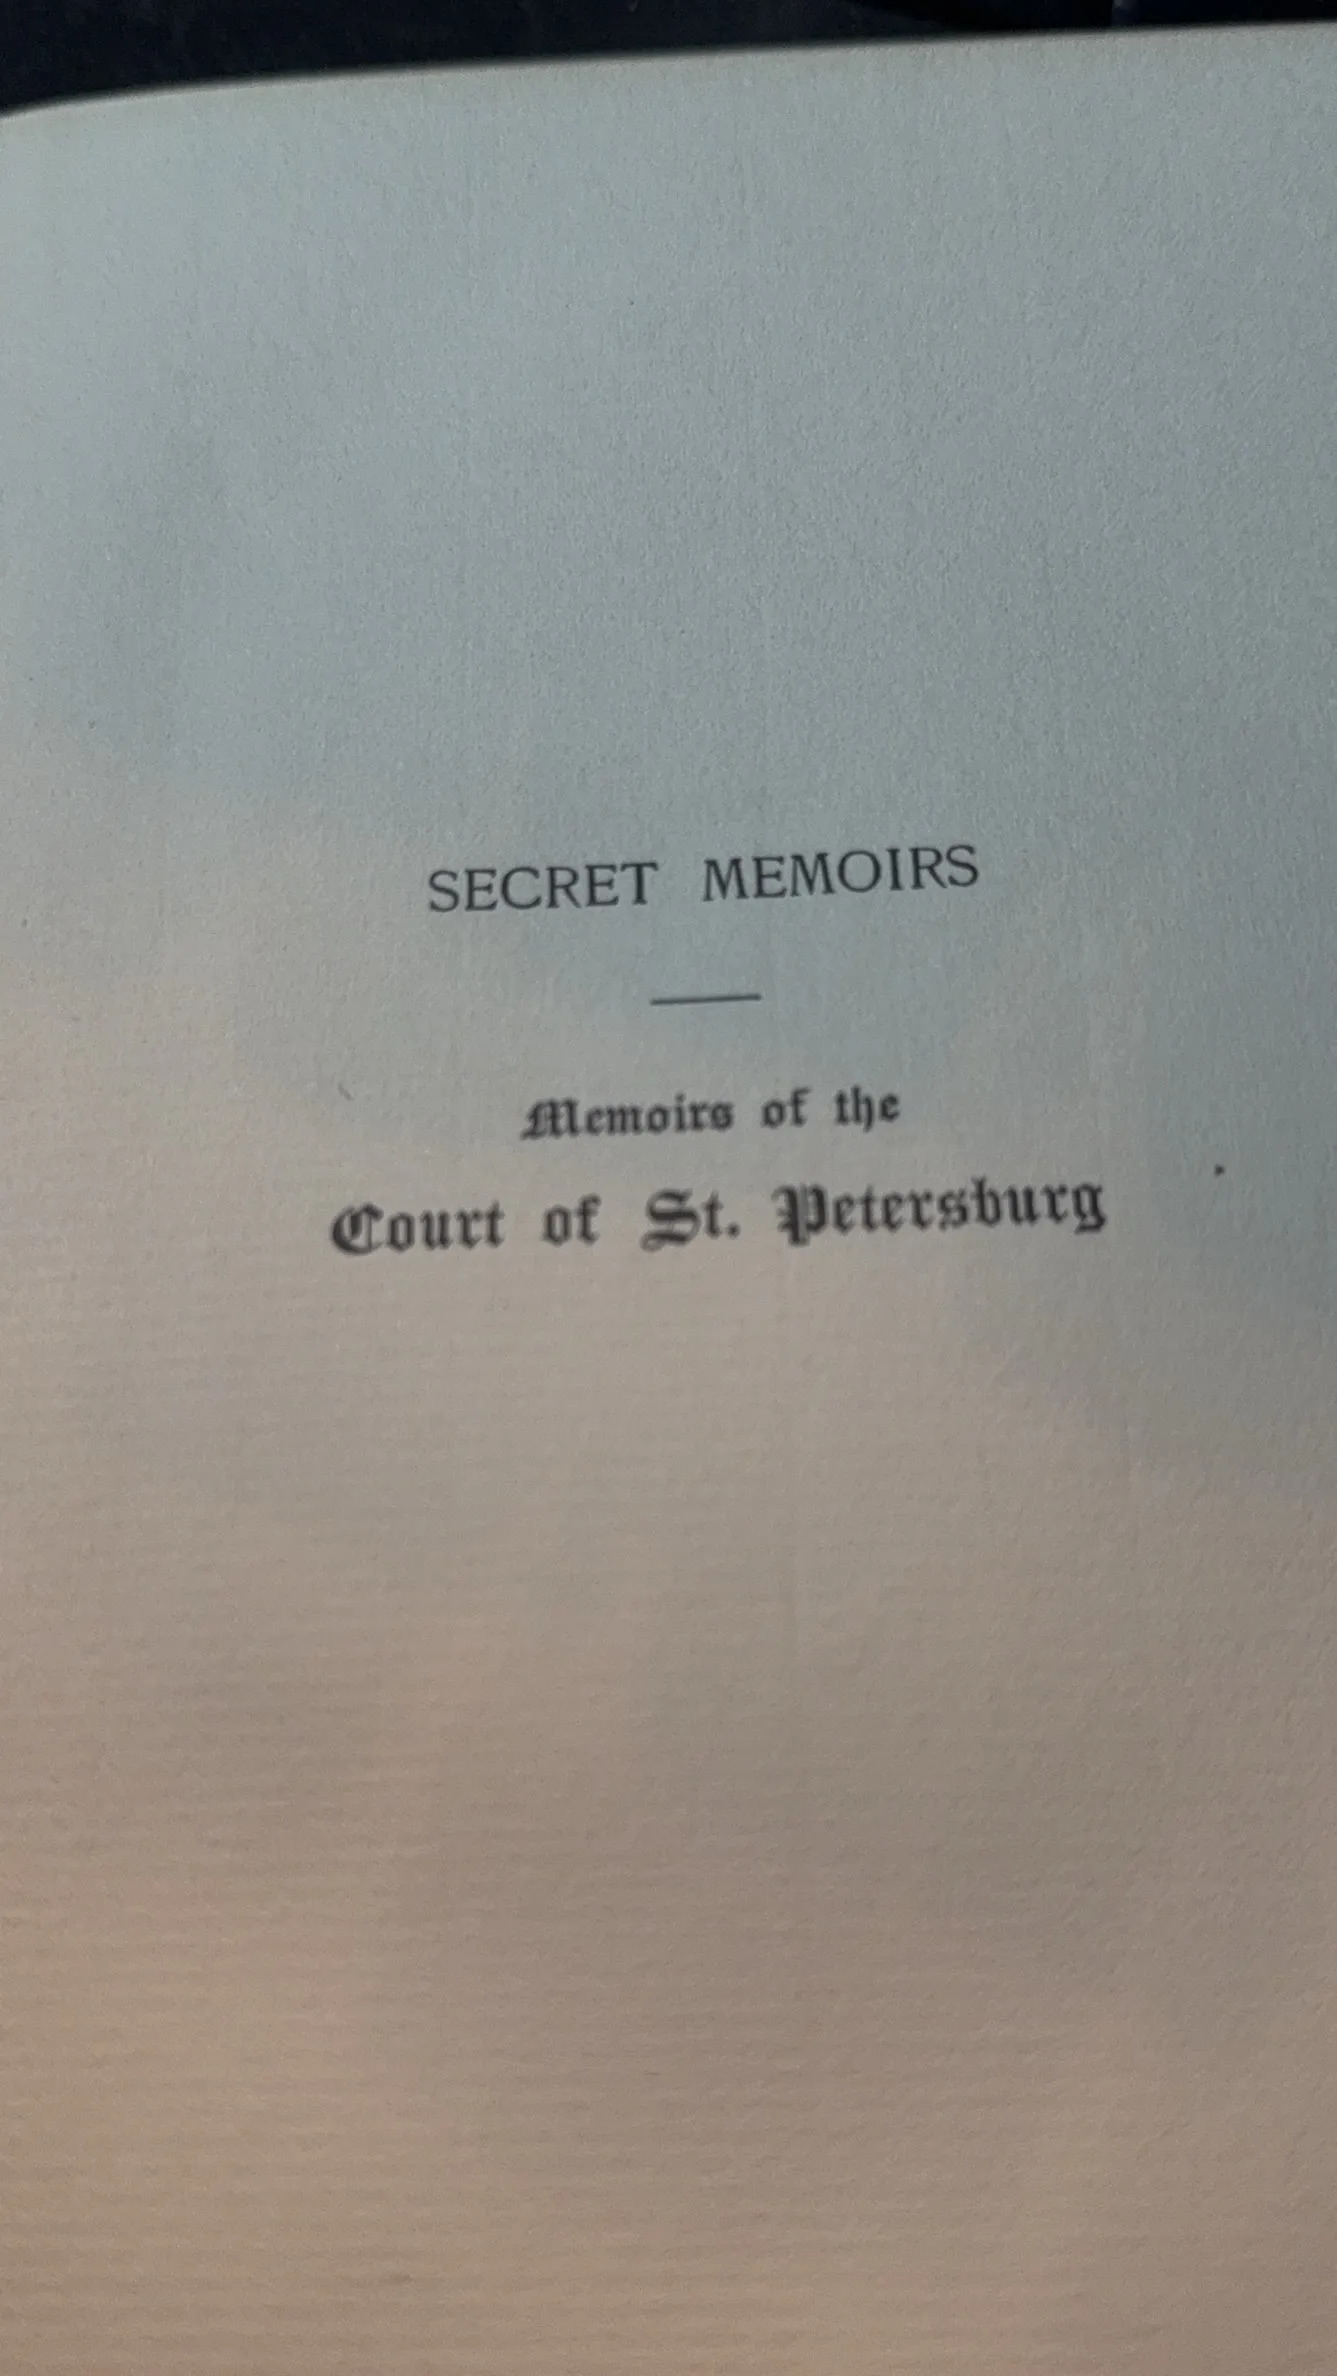 SECRET MEMOIRS
Memoirs of the
Court of St. Petersburg